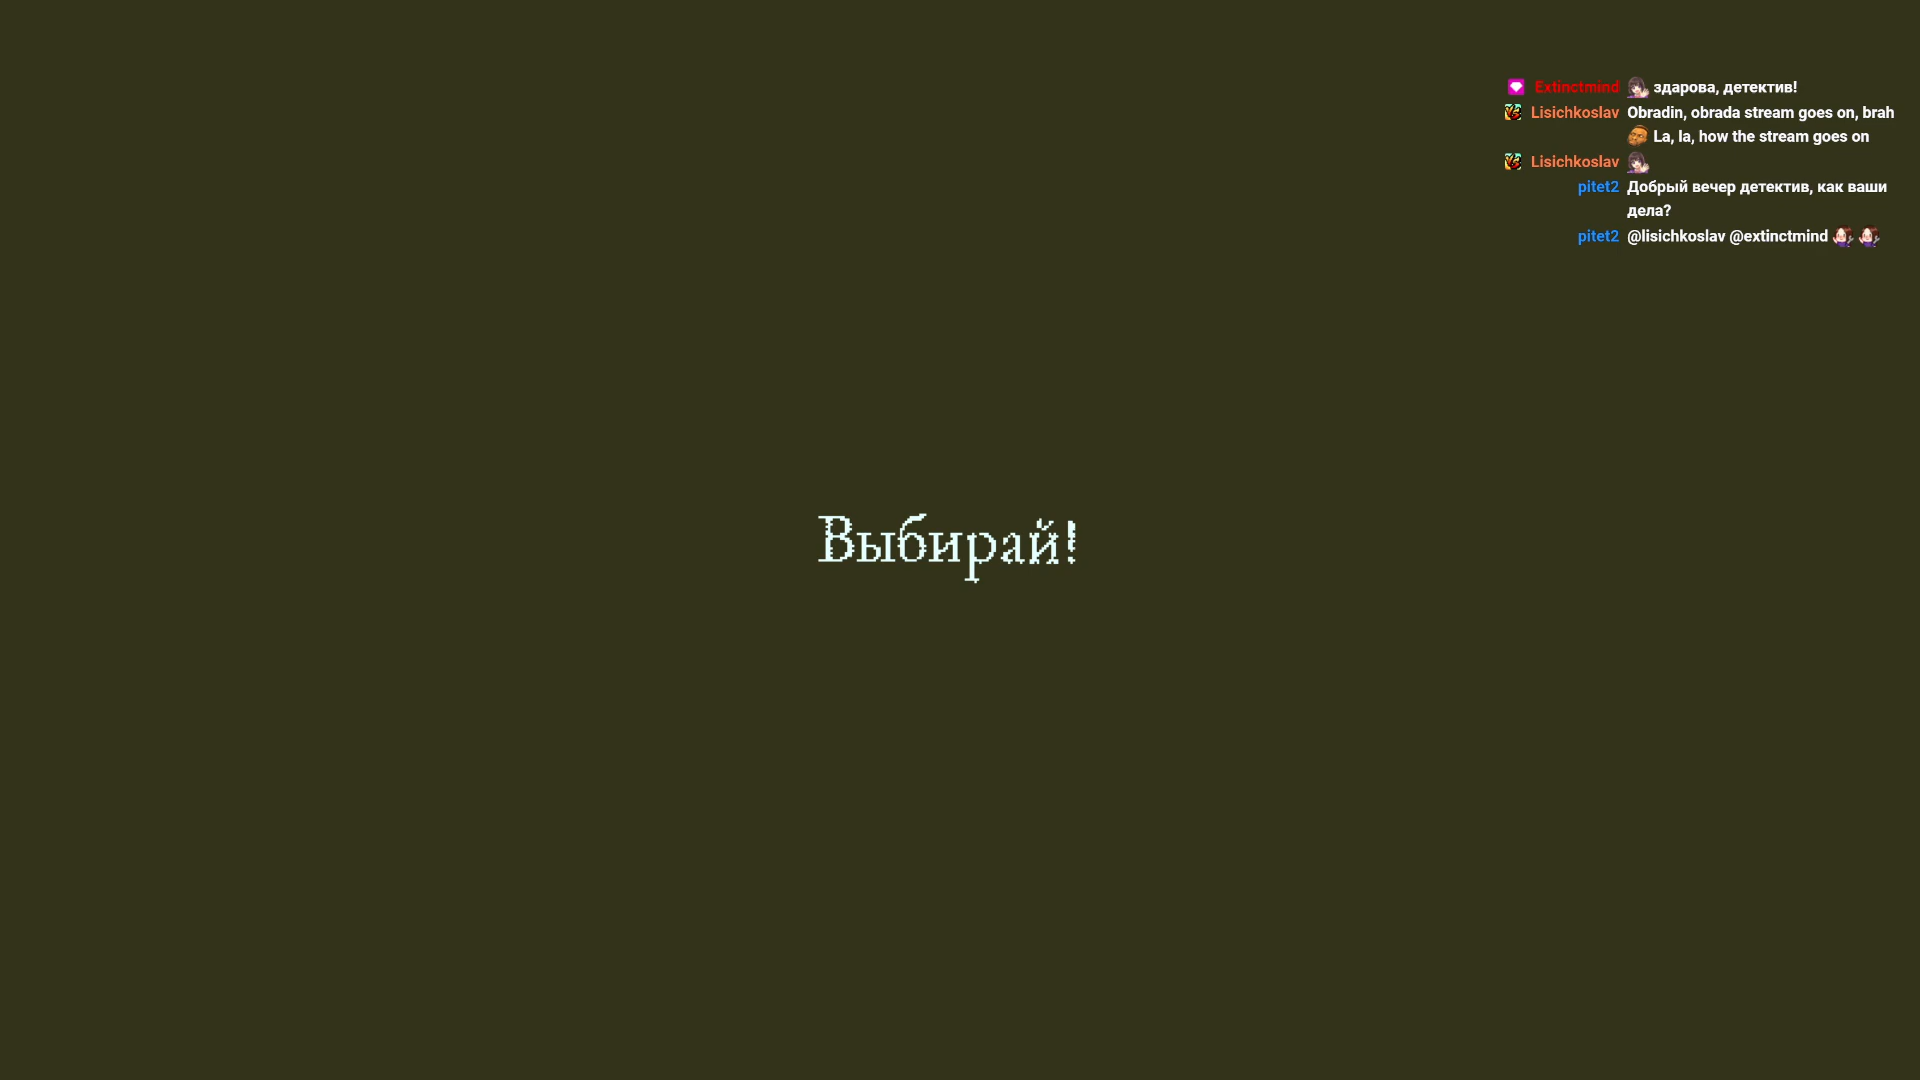 Extinctmind здарова, детектив!
Lisichkoslav Obradin, obrada stream goes on, brah
La, la, how the stream goes on
Lisichkoslav
pitet2 Добрый вечер детектив, как ваши
дела?
pitet2 @lisichkoslav @extinctmind
Выбирай!